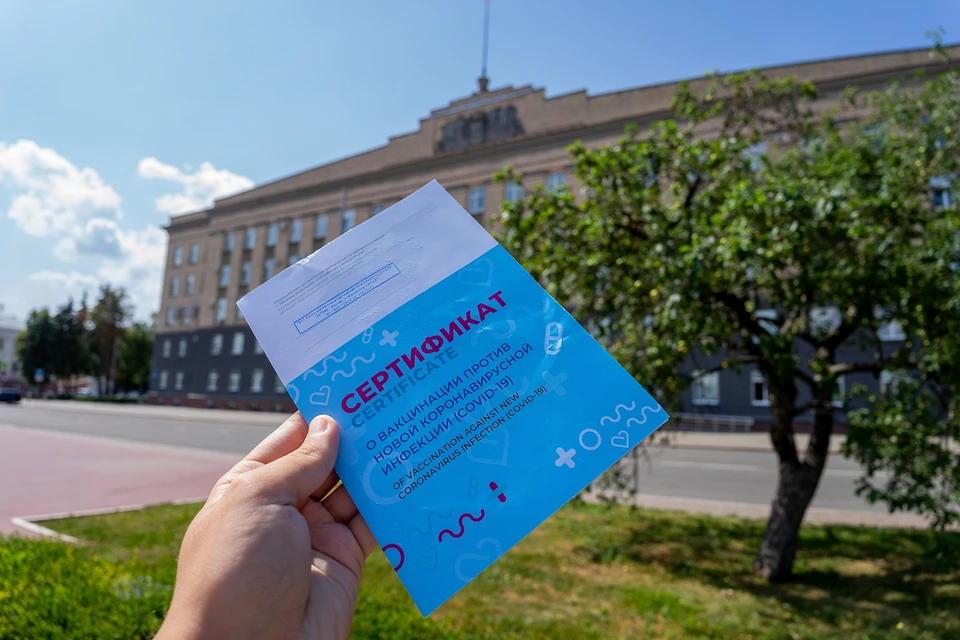 СЕРТИФИКАТ
CERTIFICATE
О ВАКЦИНАЦИИ ПРОТИВ
НОВОЙ КОРОНАВИРУСНОЙ
ИНФЕКЦИИ (COVID-19)
OF VACCINATION AGAINST NEW
CORONAVIRUS INFECTION (COVID-19)